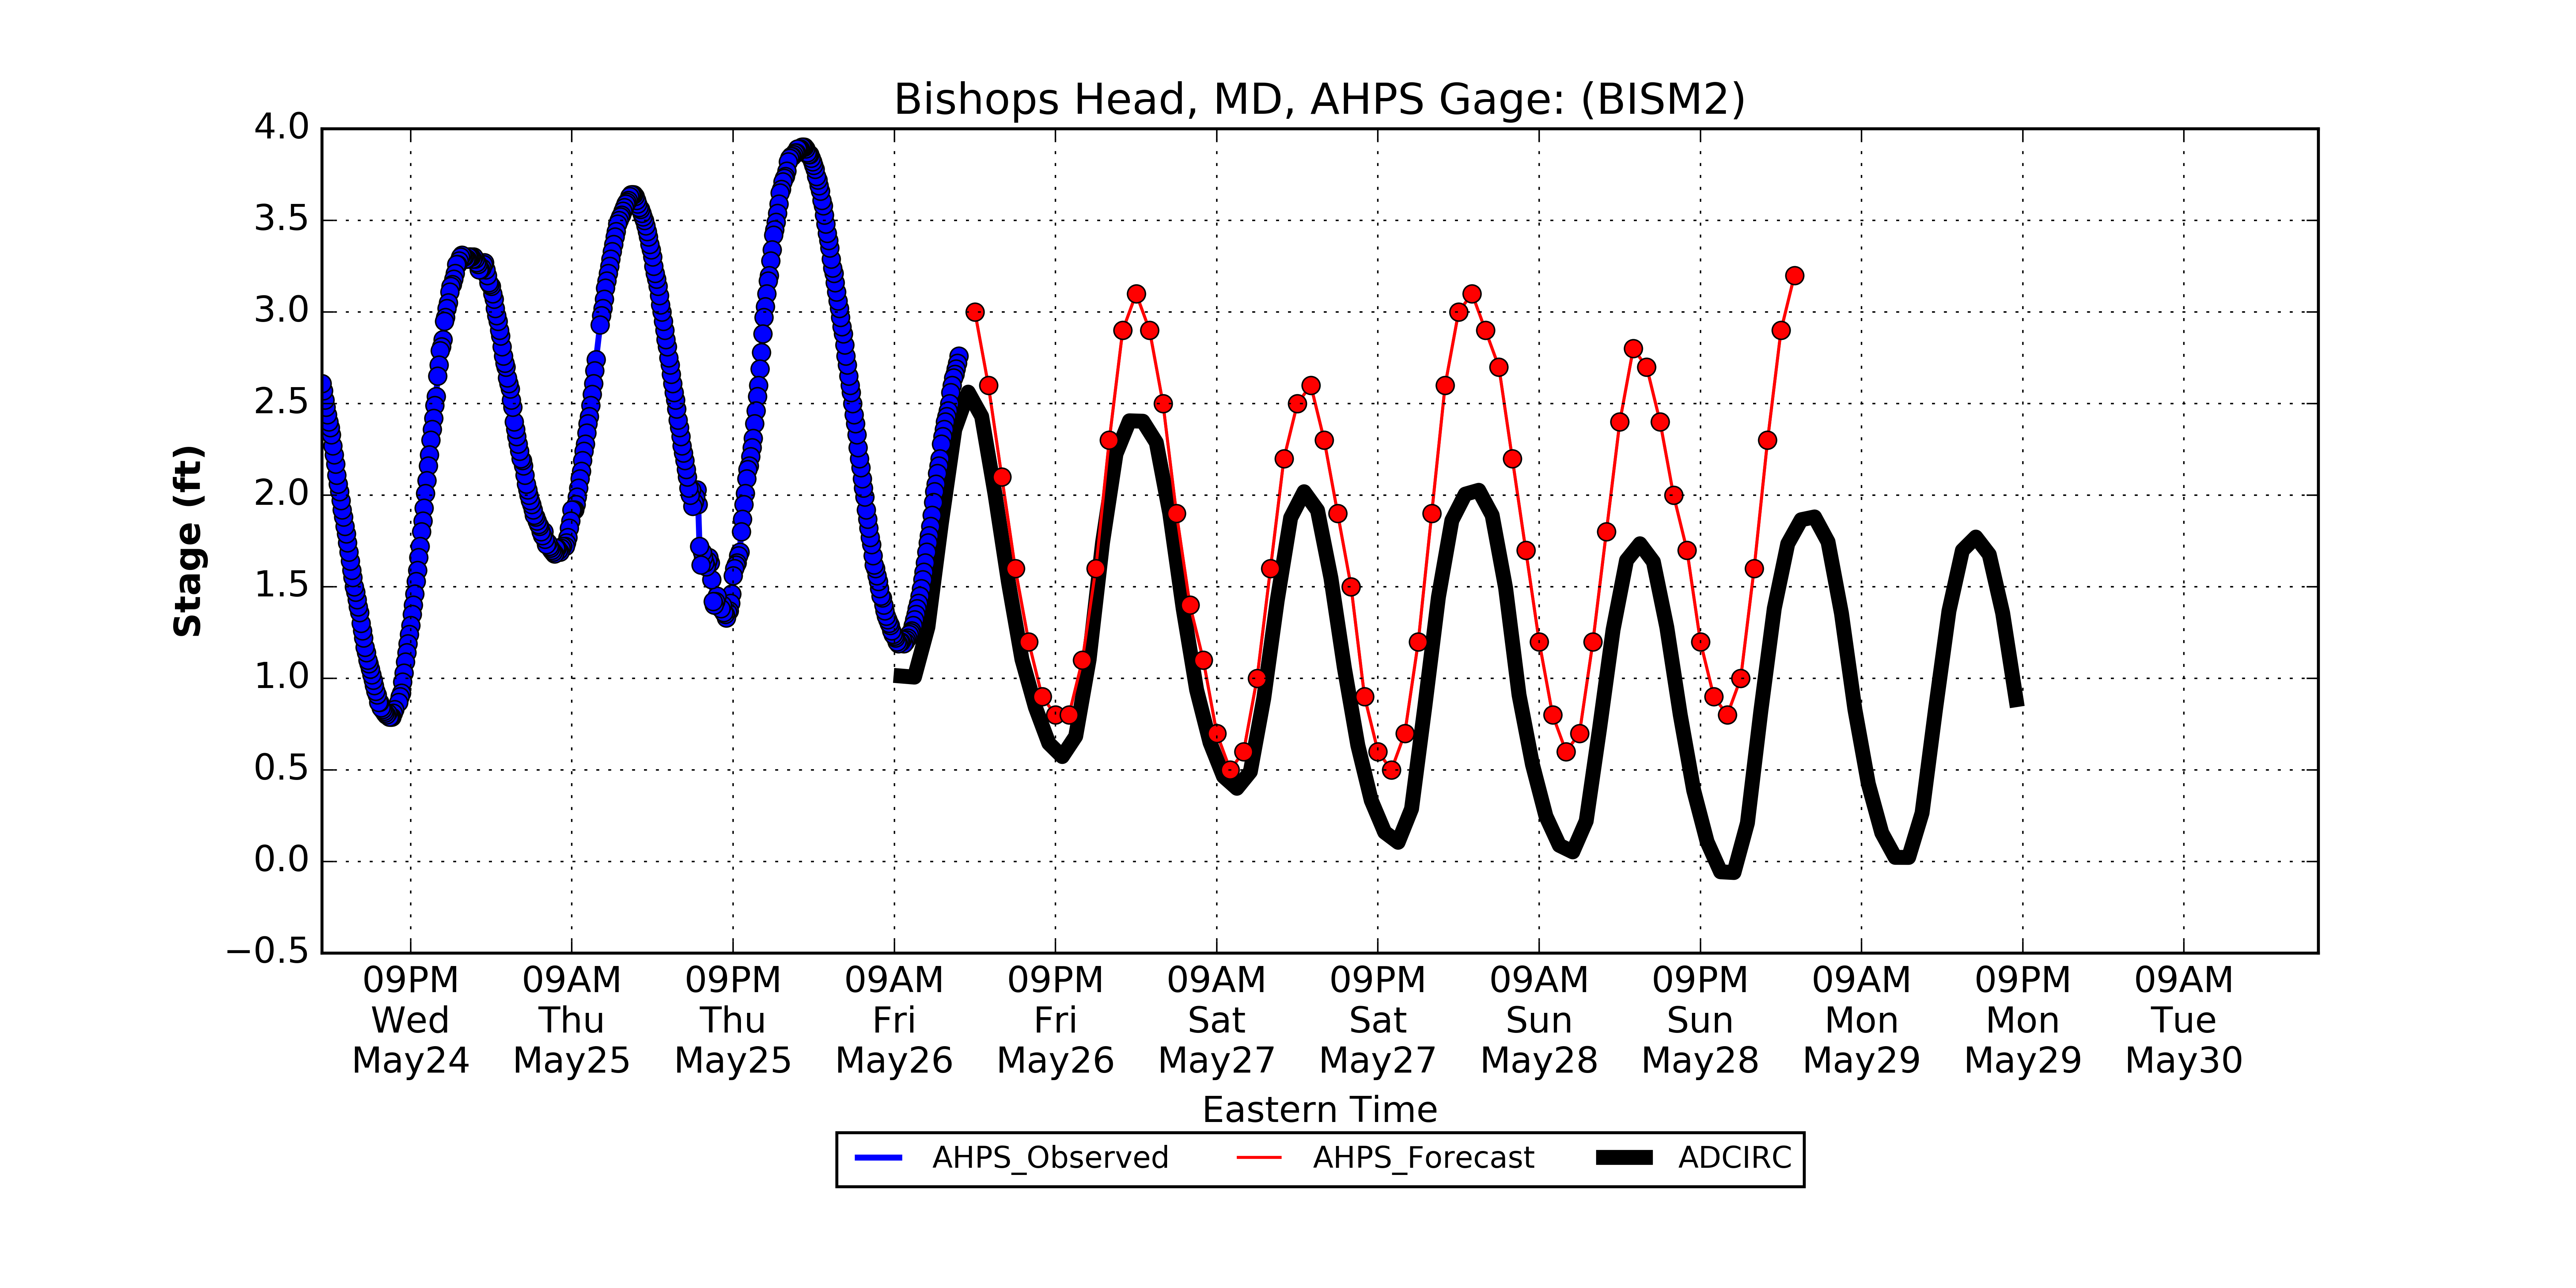 Bishops Head, MD, AHPS Gage: (BISM2)
4.0
3.5
3.0
2.5
2.0
1.5
1.0
0.5
0.0
−0.5
Stage (ft)
09PM 09AM 09PM 09AM 09PM 09AM 09PM 09AM 09PM 09AM 09PM 09AM
Wed Thu Thu Fri Fri Sat Sat Sun Sun Mon Mon Tue
May24 May25 May25 May26 May26 May27 May27 May28 May28 May29 May29 May30
Eastern Time
AHPS_Observed AHPS_Forecast ADCIRC